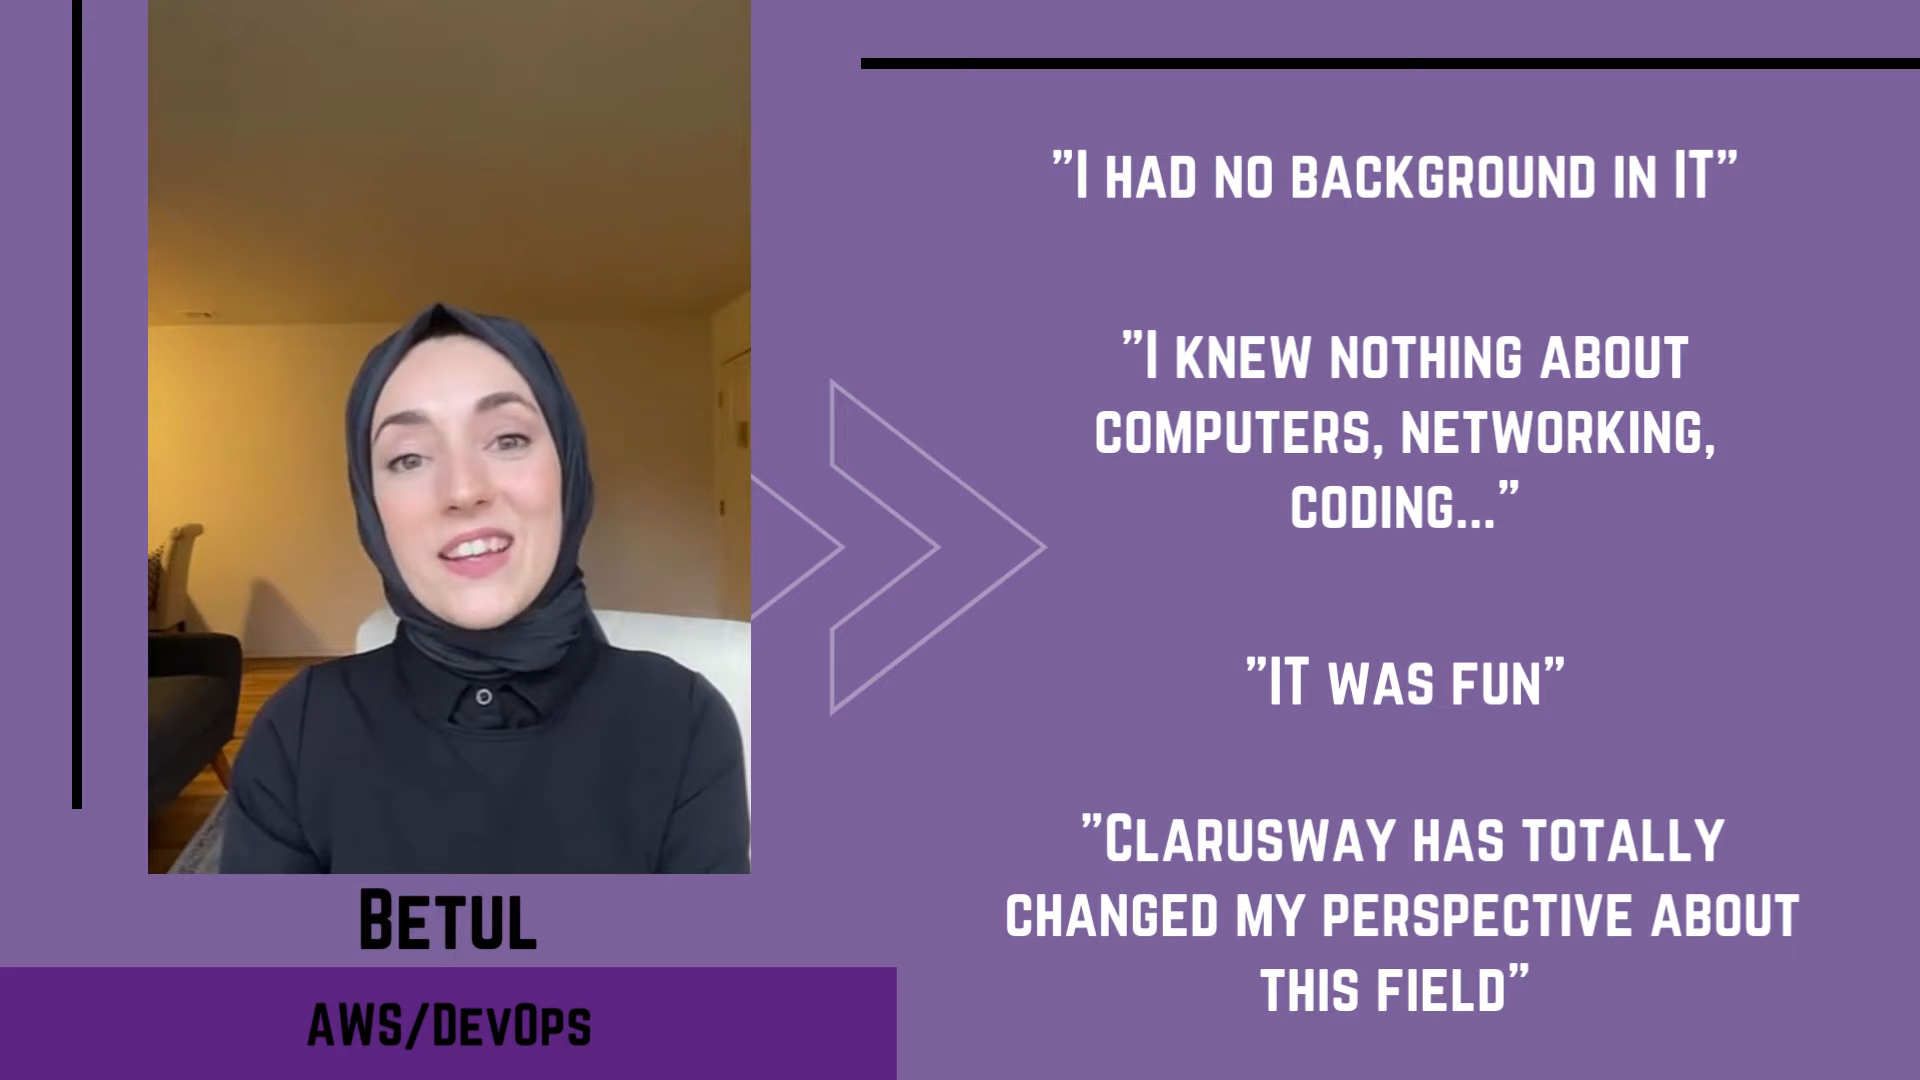 "I had no background in IT"
"I knew nothing about
computers, networking,
coding..."
"IT was fun"
"Clarusway has totally
changed my perspective about
this field"
Betul
AWS/DevOps